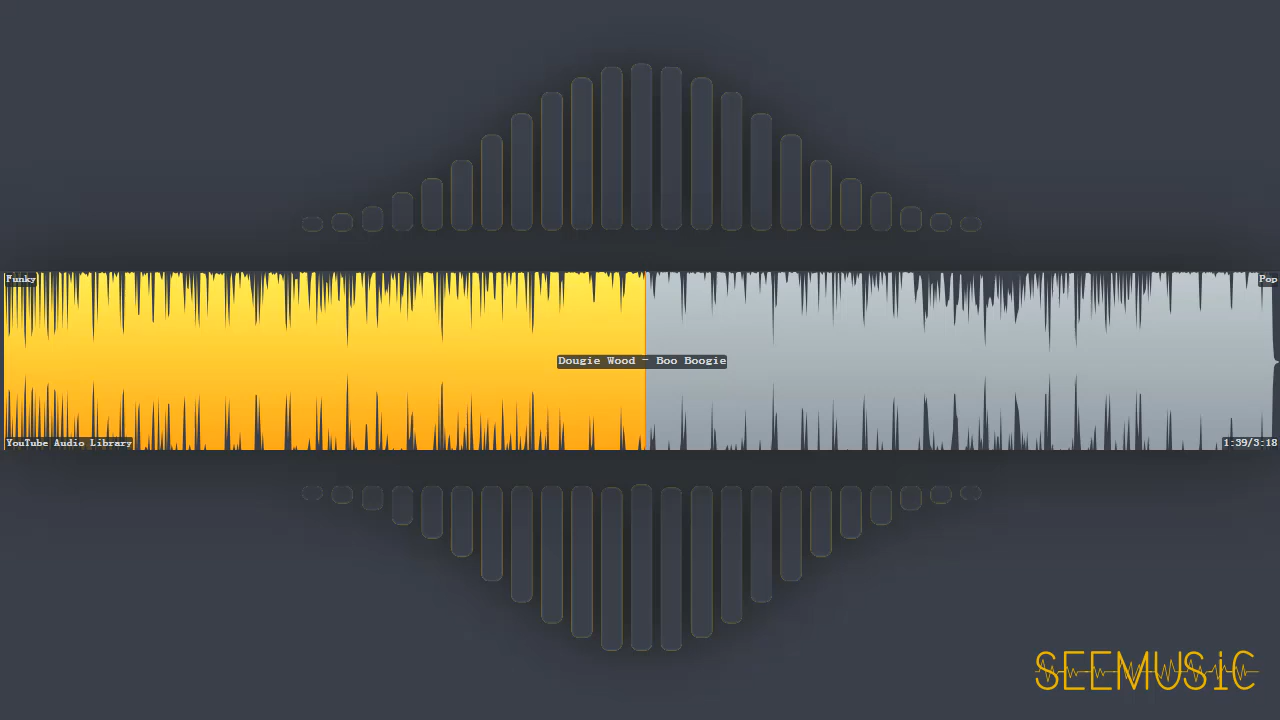 Funky
Pop
Dougie Wood - Boo Boogie
YouTube Audio Library
1:39/3:18
SEEMUSiC